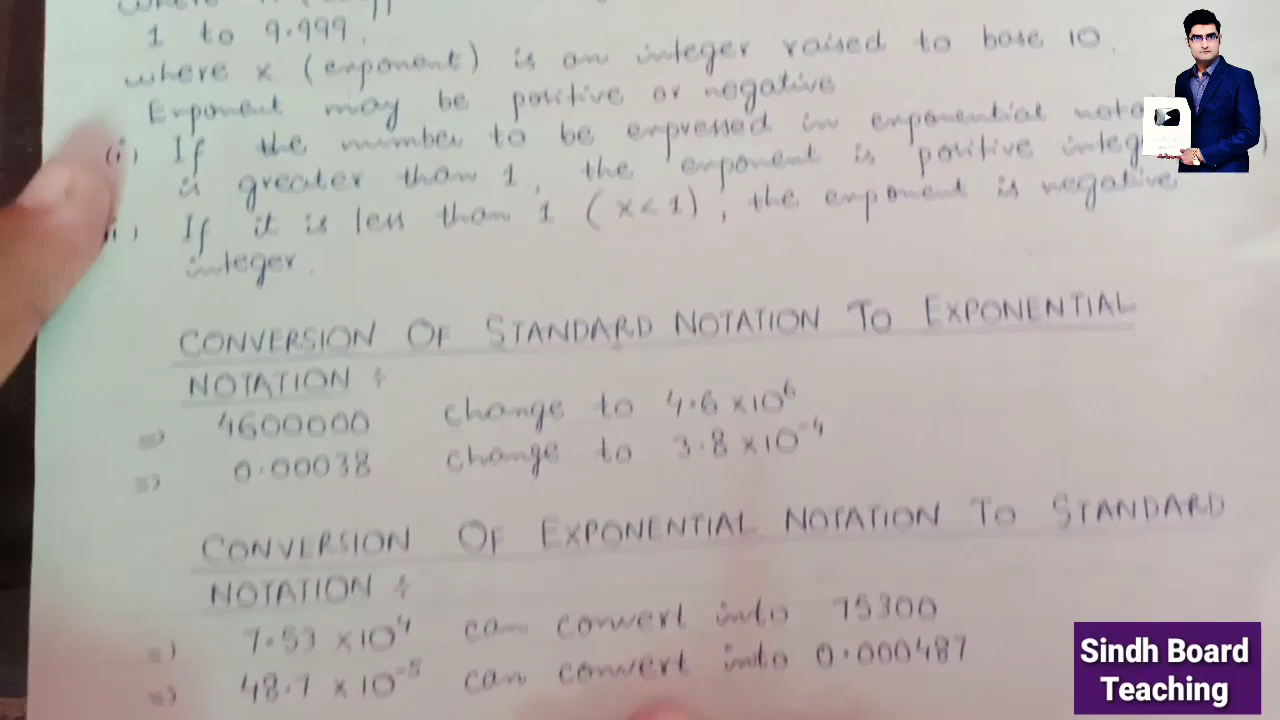 1 to 9.999.
where x (exponent) is an integer raised to base 10.
Exponent may be positive or negative
(i) If the number to be expressed in exponential nota
is greater than 1, the exponent is positive integ
If it is less than 1 (x<1), the exponent is negative
integer.
CONVERSION OF STANDARD NOTATION TO EXPONENTIAL
NOTATION ÷
=> 4600000 change to 4.6 ×10⁶
=> 0.00038 change to 3.8 ×10⁻⁴
CONVERSION OF EXPONENTIAL NOTATION TO STANDARD
NOTATION ÷
=> 7.53 ×10⁴ can convert into 75300
=> 48.7 × 10⁻⁵ can convert into 0.000487
Sindh Board
Teaching